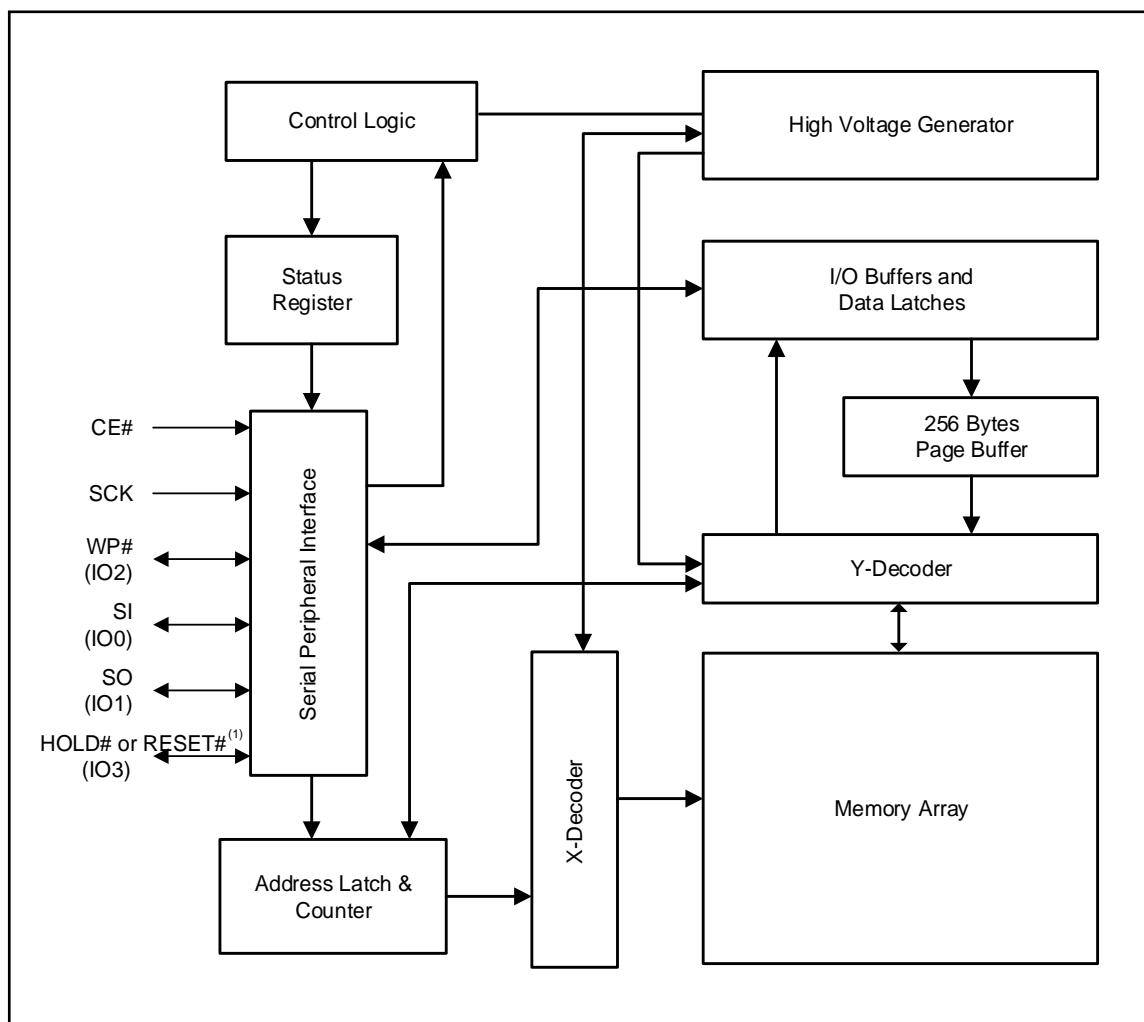 Control Logic
High Voltage Generator
Status
Register
I/O Buffers and
Data Latches
256 Bytes
Page Buffer
CE#
SCK
WP#
(IO2)
SI
(IO0)
SO
(IO1)
HOLD# or RESET#(1)
(IO3)
Serial Peripheral Interface
Y-Decoder
X-Decoder
Memory Array
Address Latch &
Counter